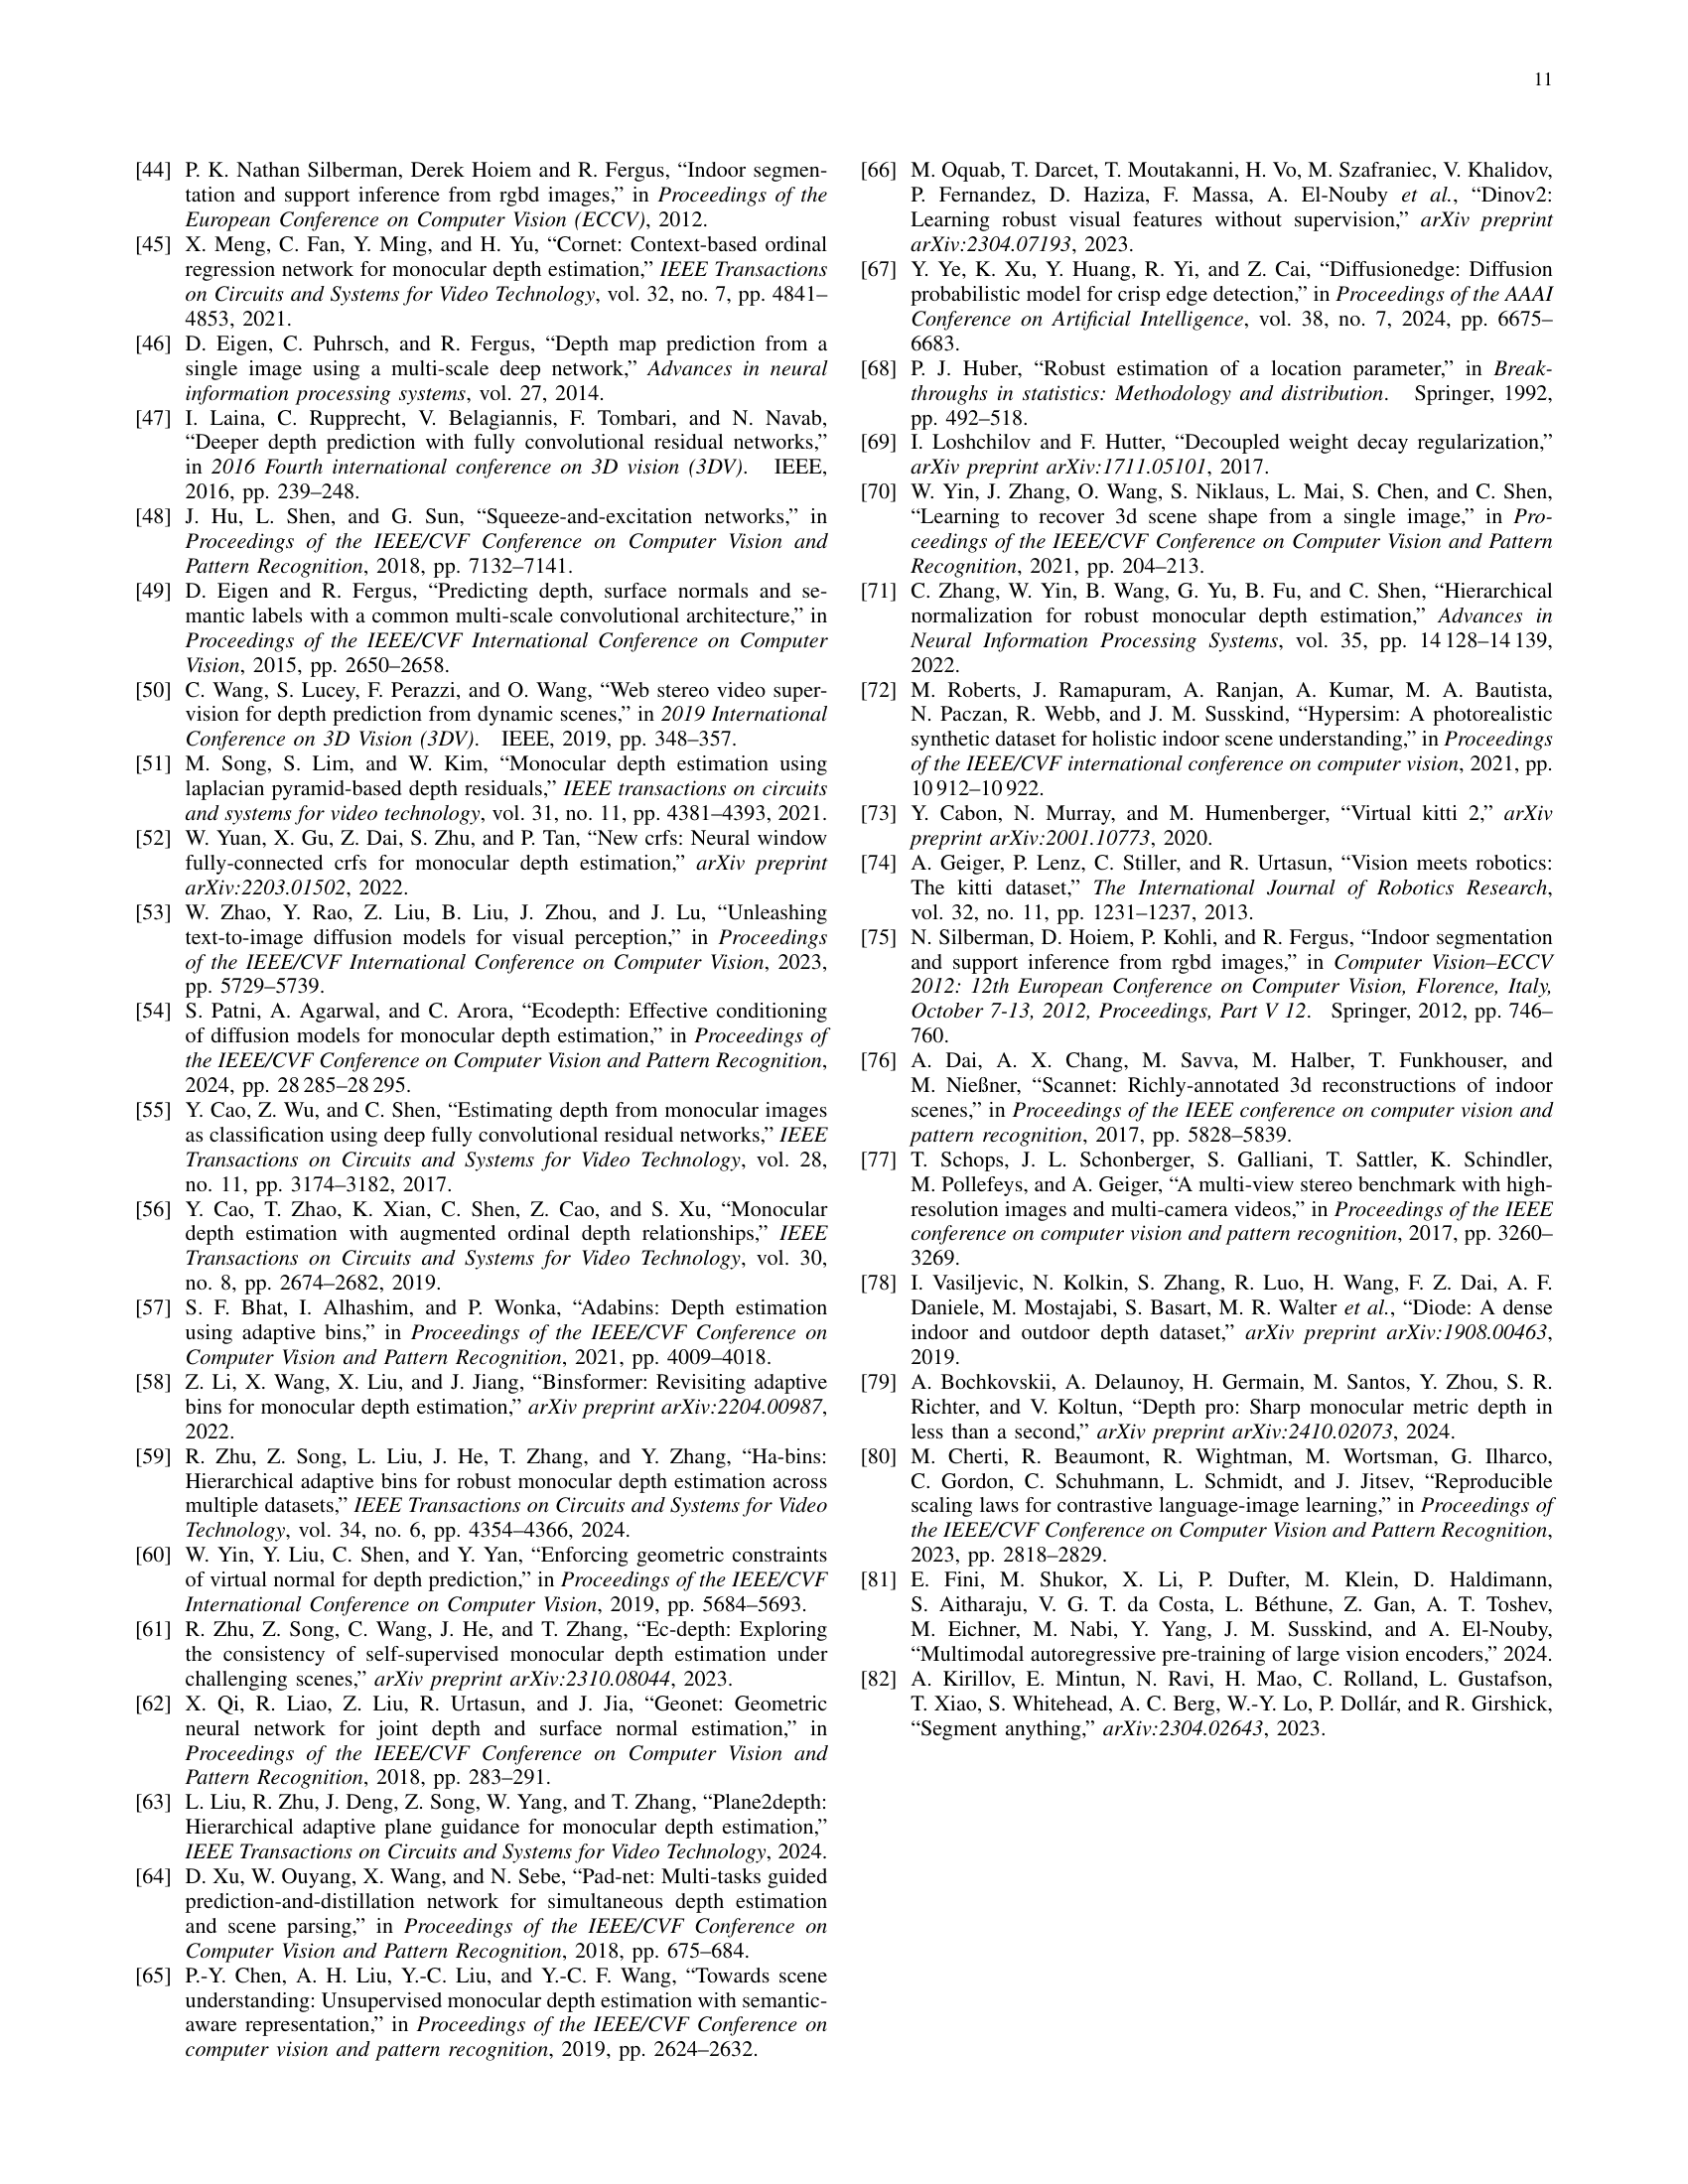 11
[44] P. K. Nathan Silberman, Derek Hoiem and R. Fergus, “Indoor segmen-
tation and support inference from rgbd images,” in Proceedings of the
European Conference on Computer Vision (ECCV), 2012.
[45] X. Meng, C. Fan, Y. Ming, and H. Yu, “Cornet: Context-based ordinal
regression network for monocular depth estimation,” IEEE Transactions
on Circuits and Systems for Video Technology, vol. 32, no. 7, pp. 4841–
4853, 2021.
[46] D. Eigen, C. Puhrsch, and R. Fergus, “Depth map prediction from a
single image using a multi-scale deep network,” Advances in neural
information processing systems, vol. 27, 2014.
[47] I. Laina, C. Rupprecht, V. Belagiannis, F. Tombari, and N. Navab,
“Deeper depth prediction with fully convolutional residual networks,”
in 2016 Fourth international conference on 3D vision (3DV). IEEE,
2016, pp. 239–248.
[48] J. Hu, L. Shen, and G. Sun, “Squeeze-and-excitation networks,” in
Proceedings of the IEEE/CVF Conference on Computer Vision and
Pattern Recognition, 2018, pp. 7132–7141.
[49] D. Eigen and R. Fergus, “Predicting depth, surface normals and se-
mantic labels with a common multi-scale convolutional architecture,” in
Proceedings of the IEEE/CVF International Conference on Computer
Vision, 2015, pp. 2650–2658.
[50] C. Wang, S. Lucey, F. Perazzi, and O. Wang, “Web stereo video super-
vision for depth prediction from dynamic scenes,” in 2019 International
Conference on 3D Vision (3DV). IEEE, 2019, pp. 348–357.
[51] M. Song, S. Lim, and W. Kim, “Monocular depth estimation using
laplacian pyramid-based depth residuals,” IEEE transactions on circuits
and systems for video technology, vol. 31, no. 11, pp. 4381–4393, 2021.
[52] W. Yuan, X. Gu, Z. Dai, S. Zhu, and P. Tan, “New crfs: Neural window
fully-connected crfs for monocular depth estimation,” arXiv preprint
arXiv:2203.01502, 2022.
[53] W. Zhao, Y. Rao, Z. Liu, B. Liu, J. Zhou, and J. Lu, “Unleashing
text-to-image diffusion models for visual perception,” in Proceedings
of the IEEE/CVF International Conference on Computer Vision, 2023,
pp. 5729–5739.
[54] S. Patni, A. Agarwal, and C. Arora, “Ecodepth: Effective conditioning
of diffusion models for monocular depth estimation,” in Proceedings of
the IEEE/CVF Conference on Computer Vision and Pattern Recognition,
2024, pp. 28 285–28 295.
[55] Y. Cao, Z. Wu, and C. Shen, “Estimating depth from monocular images
as classification using deep fully convolutional residual networks,” IEEE
Transactions on Circuits and Systems for Video Technology, vol. 28,
no. 11, pp. 3174–3182, 2017.
[56] Y. Cao, T. Zhao, K. Xian, C. Shen, Z. Cao, and S. Xu, “Monocular
depth estimation with augmented ordinal depth relationships,” IEEE
Transactions on Circuits and Systems for Video Technology, vol. 30,
no. 8, pp. 2674–2682, 2019.
[57] S. F. Bhat, I. Alhashim, and P. Wonka, “Adabins: Depth estimation
using adaptive bins,” in Proceedings of the IEEE/CVF Conference on
Computer Vision and Pattern Recognition, 2021, pp. 4009–4018.
[58] Z. Li, X. Wang, X. Liu, and J. Jiang, “Binsformer: Revisiting adaptive
bins for monocular depth estimation,” arXiv preprint arXiv:2204.00987,
2022.
[59] R. Zhu, Z. Song, L. Liu, J. He, T. Zhang, and Y. Zhang, “Ha-bins:
Hierarchical adaptive bins for robust monocular depth estimation across
multiple datasets,” IEEE Transactions on Circuits and Systems for Video
Technology, vol. 34, no. 6, pp. 4354–4366, 2024.
[60] W. Yin, Y. Liu, C. Shen, and Y. Yan, “Enforcing geometric constraints
of virtual normal for depth prediction,” in Proceedings of the IEEE/CVF
International Conference on Computer Vision, 2019, pp. 5684–5693.
[61] R. Zhu, Z. Song, C. Wang, J. He, and T. Zhang, “Ec-depth: Exploring
the consistency of self-supervised monocular depth estimation under
challenging scenes,” arXiv preprint arXiv:2310.08044, 2023.
[62] X. Qi, R. Liao, Z. Liu, R. Urtasun, and J. Jia, “Geonet: Geometric
neural network for joint depth and surface normal estimation,” in
Proceedings of the IEEE/CVF Conference on Computer Vision and
Pattern Recognition, 2018, pp. 283–291.
[63] L. Liu, R. Zhu, J. Deng, Z. Song, W. Yang, and T. Zhang, “Plane2depth:
Hierarchical adaptive plane guidance for monocular depth estimation,”
IEEE Transactions on Circuits and Systems for Video Technology, 2024.
[64] D. Xu, W. Ouyang, X. Wang, and N. Sebe, “Pad-net: Multi-tasks guided
prediction-and-distillation network for simultaneous depth estimation
and scene parsing,” in Proceedings of the IEEE/CVF Conference on
Computer Vision and Pattern Recognition, 2018, pp. 675–684.
[65] P.-Y. Chen, A. H. Liu, Y.-C. Liu, and Y.-C. F. Wang, “Towards scene
understanding: Unsupervised monocular depth estimation with semantic-
aware representation,” in Proceedings of the IEEE/CVF Conference on
computer vision and pattern recognition, 2019, pp. 2624–2632.
[66] M. Oquab, T. Darcet, T. Moutakanni, H. Vo, M. Szafraniec, V. Khalidov,
P. Fernandez, D. Haziza, F. Massa, A. El-Nouby et al., “Dinov2:
Learning robust visual features without supervision,” arXiv preprint
arXiv:2304.07193, 2023.
[67] Y. Ye, K. Xu, Y. Huang, R. Yi, and Z. Cai, “Diffusionedge: Diffusion
probabilistic model for crisp edge detection,” in Proceedings of the AAAI
Conference on Artificial Intelligence, vol. 38, no. 7, 2024, pp. 6675–
6683.
[68] P. J. Huber, “Robust estimation of a location parameter,” in Break-
throughs in statistics: Methodology and distribution. Springer, 1992,
pp. 492–518.
[69] I. Loshchilov and F. Hutter, “Decoupled weight decay regularization,”
arXiv preprint arXiv:1711.05101, 2017.
[70] W. Yin, J. Zhang, O. Wang, S. Niklaus, L. Mai, S. Chen, and C. Shen,
“Learning to recover 3d scene shape from a single image,” in Pro-
ceedings of the IEEE/CVF Conference on Computer Vision and Pattern
Recognition, 2021, pp. 204–213.
[71] C. Zhang, W. Yin, B. Wang, G. Yu, B. Fu, and C. Shen, “Hierarchical
normalization for robust monocular depth estimation,” Advances in
Neural Information Processing Systems, vol. 35, pp. 14 128–14 139,
2022.
[72] M. Roberts, J. Ramapuram, A. Ranjan, A. Kumar, M. A. Bautista,
N. Paczan, R. Webb, and J. M. Susskind, “Hypersim: A photorealistic
synthetic dataset for holistic indoor scene understanding,” in Proceedings
of the IEEE/CVF international conference on computer vision, 2021, pp.
10 912–10 922.
[73] Y. Cabon, N. Murray, and M. Humenberger, “Virtual kitti 2,” arXiv
preprint arXiv:2001.10773, 2020.
[74] A. Geiger, P. Lenz, C. Stiller, and R. Urtasun, “Vision meets robotics:
The kitti dataset,” The International Journal of Robotics Research,
vol. 32, no. 11, pp. 1231–1237, 2013.
[75] N. Silberman, D. Hoiem, P. Kohli, and R. Fergus, “Indoor segmentation
and support inference from rgbd images,” in Computer Vision–ECCV
2012: 12th European Conference on Computer Vision, Florence, Italy,
October 7-13, 2012, Proceedings, Part V 12. Springer, 2012, pp. 746–
760.
[76] A. Dai, A. X. Chang, M. Savva, M. Halber, T. Funkhouser, and
M. Nießner, “Scannet: Richly-annotated 3d reconstructions of indoor
scenes,” in Proceedings of the IEEE conference on computer vision and
pattern recognition, 2017, pp. 5828–5839.
[77] T. Schops, J. L. Schonberger, S. Galliani, T. Sattler, K. Schindler,
M. Pollefeys, and A. Geiger, “A multi-view stereo benchmark with high-
resolution images and multi-camera videos,” in Proceedings of the IEEE
conference on computer vision and pattern recognition, 2017, pp. 3260–
3269.
[78] I. Vasiljevic, N. Kolkin, S. Zhang, R. Luo, H. Wang, F. Z. Dai, A. F.
Daniele, M. Mostajabi, S. Basart, M. R. Walter et al., “Diode: A dense
indoor and outdoor depth dataset,” arXiv preprint arXiv:1908.00463,
2019.
[79] A. Bochkovskii, A. Delaunoy, H. Germain, M. Santos, Y. Zhou, S. R.
Richter, and V. Koltun, “Depth pro: Sharp monocular metric depth in
less than a second,” arXiv preprint arXiv:2410.02073, 2024.
[80] M. Cherti, R. Beaumont, R. Wightman, M. Wortsman, G. Ilharco,
C. Gordon, C. Schuhmann, L. Schmidt, and J. Jitsev, “Reproducible
scaling laws for contrastive language-image learning,” in Proceedings of
the IEEE/CVF Conference on Computer Vision and Pattern Recognition,
2023, pp. 2818–2829.
[81] E. Fini, M. Shukor, X. Li, P. Dufter, M. Klein, D. Haldimann,
S. Aitharaju, V. G. T. da Costa, L. Béthune, Z. Gan, A. T. Toshev,
M. Eichner, M. Nabi, Y. Yang, J. M. Susskind, and A. El-Nouby,
“Multimodal autoregressive pre-training of large vision encoders,” 2024.
[82] A. Kirillov, E. Mintun, N. Ravi, H. Mao, C. Rolland, L. Gustafson,
T. Xiao, S. Whitehead, A. C. Berg, W.-Y. Lo, P. Dollár, and R. Girshick,
“Segment anything,” arXiv:2304.02643, 2023.